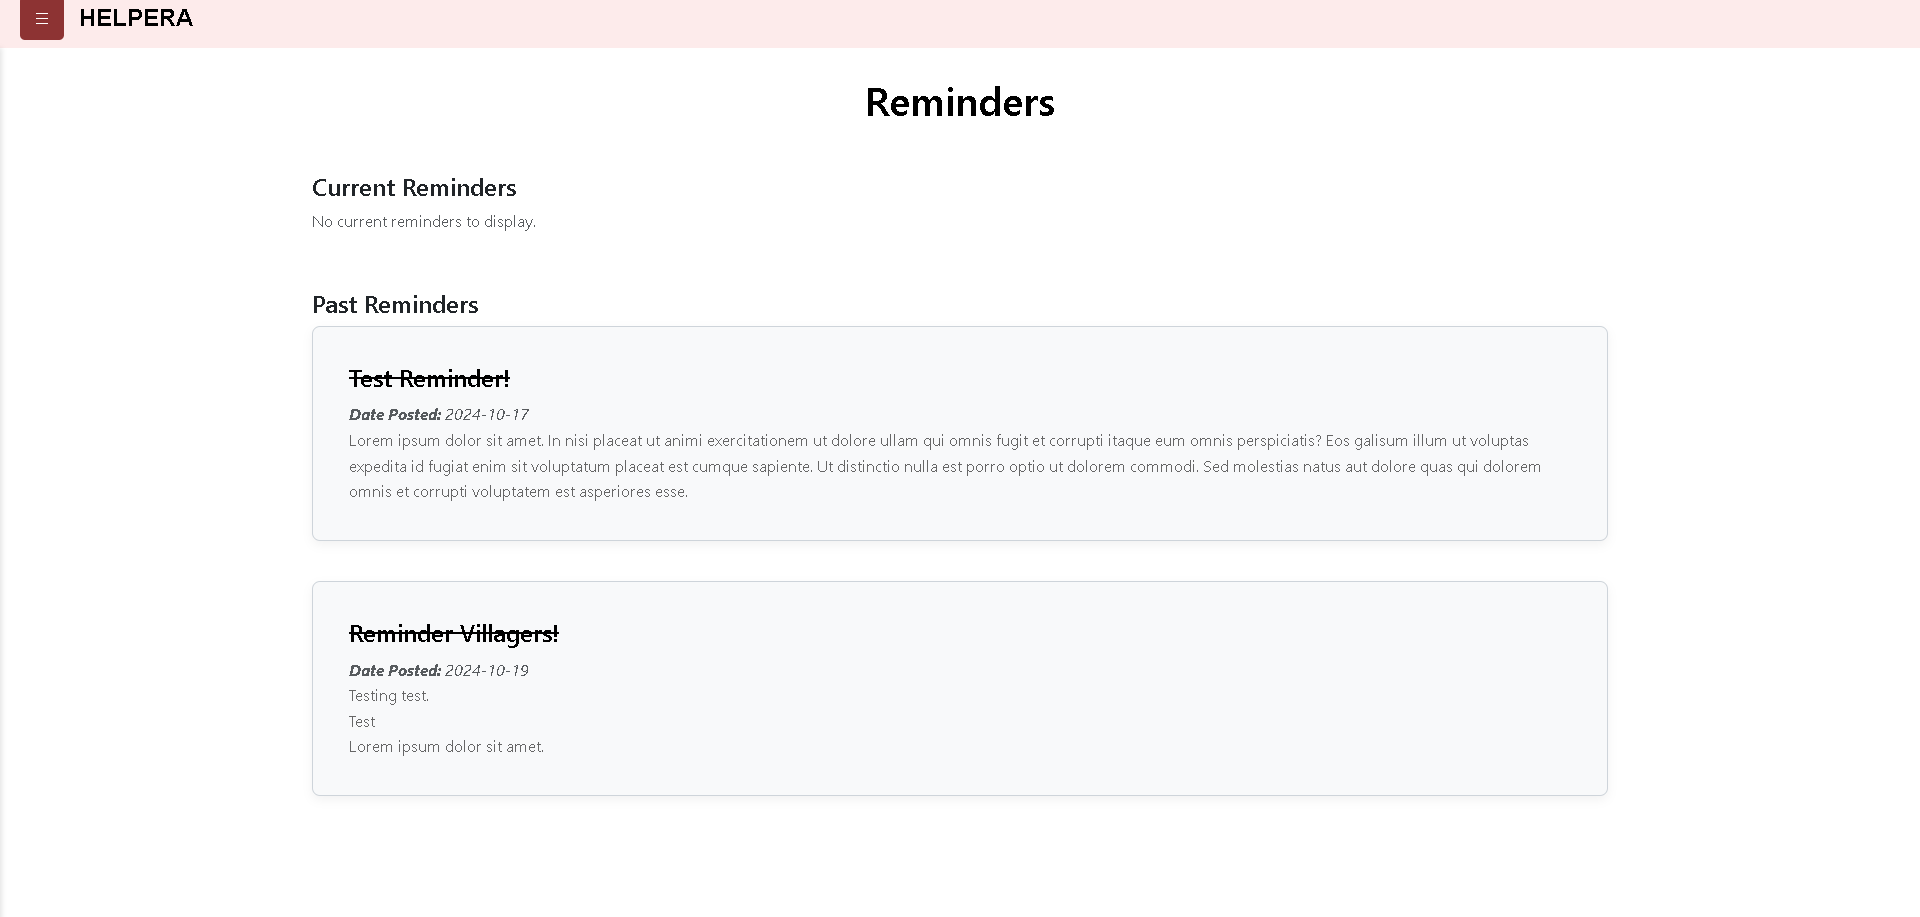 HELPERA
Reminders
Current Reminders
No current reminders to display.
Past Reminders
Test Reminder!
Date Posted: 2024-10-17
Lorem ipsum dolor sit amet. In nisi placeat ut animi exercitationem ut dolore ullam qui omnis fugit et corrupti itaque eum omnis perspiciatis? Eos galisum illum ut voluptas
expedita id fugiat enim sit voluptatum placeat est cumque sapiente. Ut distinctio nulla est porro optio ut dolorem commodi. Sed molestias natus aut dolore quas qui dolorem
omnis et corrupti voluptatem est asperiores esse.
Reminder Villagers!
Date Posted: 2024-10-19
Testing test.
Test
Lorem ipsum dolor sit amet.